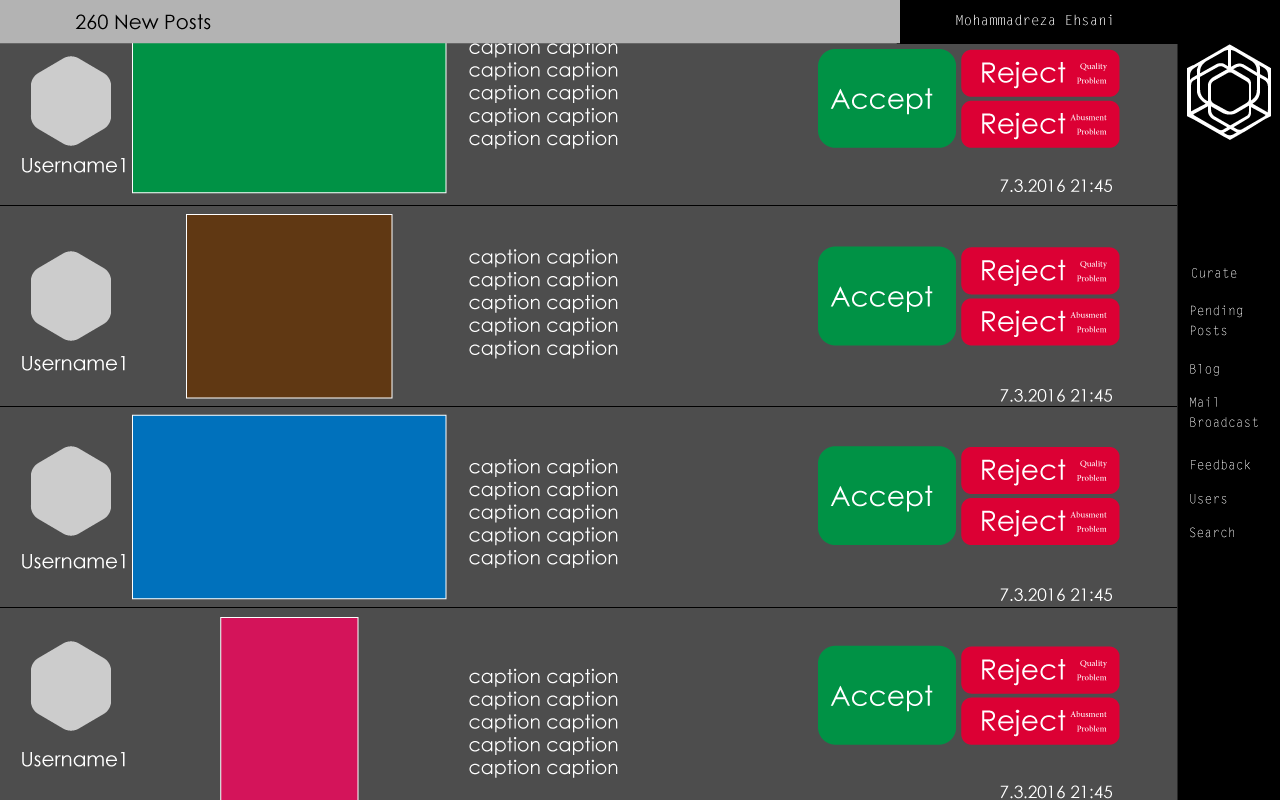 260 New Posts
Mohammadreza Ehsani
caption caption
caption caption
caption caption
caption caption
caption caption
Username1
Accept
Reject Quality Problem
Reject Abusment Problem
7.3.2016 21:45
caption caption
caption caption
caption caption
caption caption
caption caption
Username1
Accept
Reject Quality Problem
Reject Abusment Problem
7.3.2016 21:45
caption caption
caption caption
caption caption
caption caption
caption caption
Username1
Accept
Reject Quality Problem
Reject Abusment Problem
7.3.2016 21:45
caption caption
caption caption
caption caption
caption caption
caption caption
Username1
Accept
Reject Quality Problem
Reject Abusment Problem
7.3.2016 21:45
Curate
Pending
Posts
Blog
Mail
Broadcast
Feedback
Users
Search